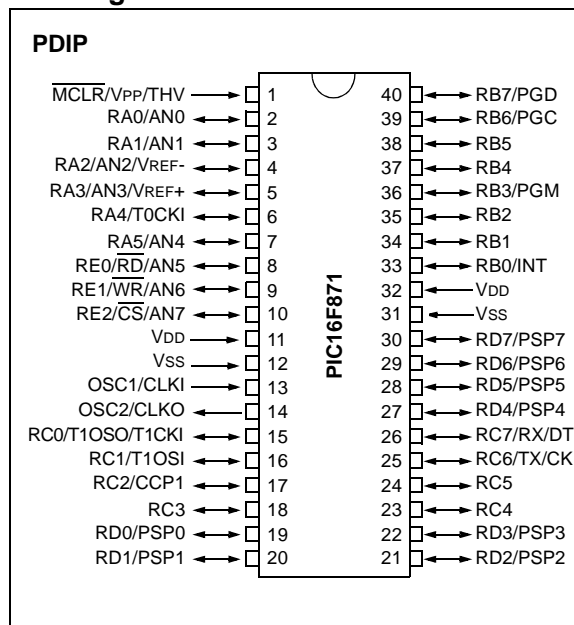 PDIP
MCLR/VPP/THV 1 40 RB7/PGD
RA0/AN0 2 39 RB6/PGC
RA1/AN1 3 38 RB5
RA2/AN2/VREF- 4 37 RB4
RA3/AN3/VREF+ 5 36 RB3/PGM
RA4/T0CKI 6 35 RB2
RA5/AN4 7 34 RB1
RE0/RD/AN5 8 33 RB0/INT
RE1/WR/AN6 9 32 VDD
RE2/CS/AN7 10 31 VSS
VDD 11 30 RD7/PSP7
VSS 12 29 RD6/PSP6
OSC1/CLKI 13 28 RD5/PSP5
OSC2/CLKO 14 27 RD4/PSP4
RC0/T1OSO/T1CKI 15 26 RC7/RX/DT
RC1/T1OSI 16 25 RC6/TX/CK
RC2/CCP1 17 24 RC5
RC3 18 23 RC4
RD0/PSP0 19 22 RD3/PSP3
RD1/PSP1 20 21 RD2/PSP2
PIC16F871